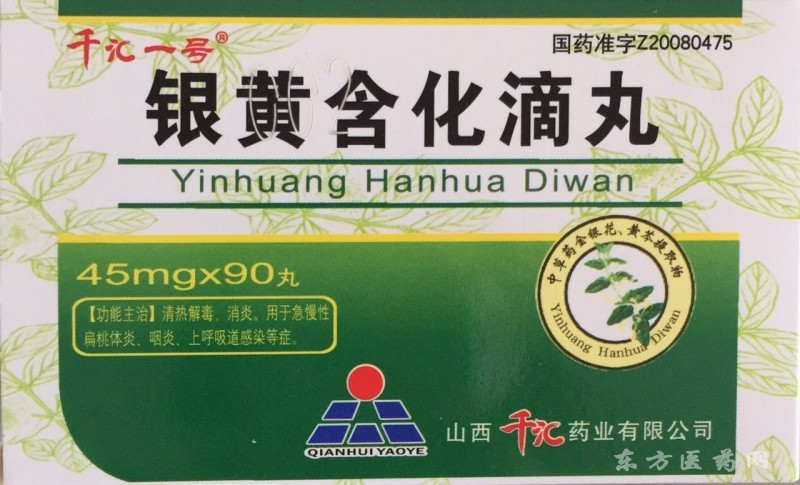 千汇一号®
国药准字Z20080475
银黄含化滴丸
Yinhuang Hanhua Diwan
45mgx90丸
【功能主治】清热解毒、消炎。用于急慢性
扁桃体炎、咽炎、上呼吸道感染等症。
中草药金银花、黄芩提取物
Yinhuang Hanhua Diwan
QIANHUIYAOYE
山西千汇药业有限公司
东方医药网